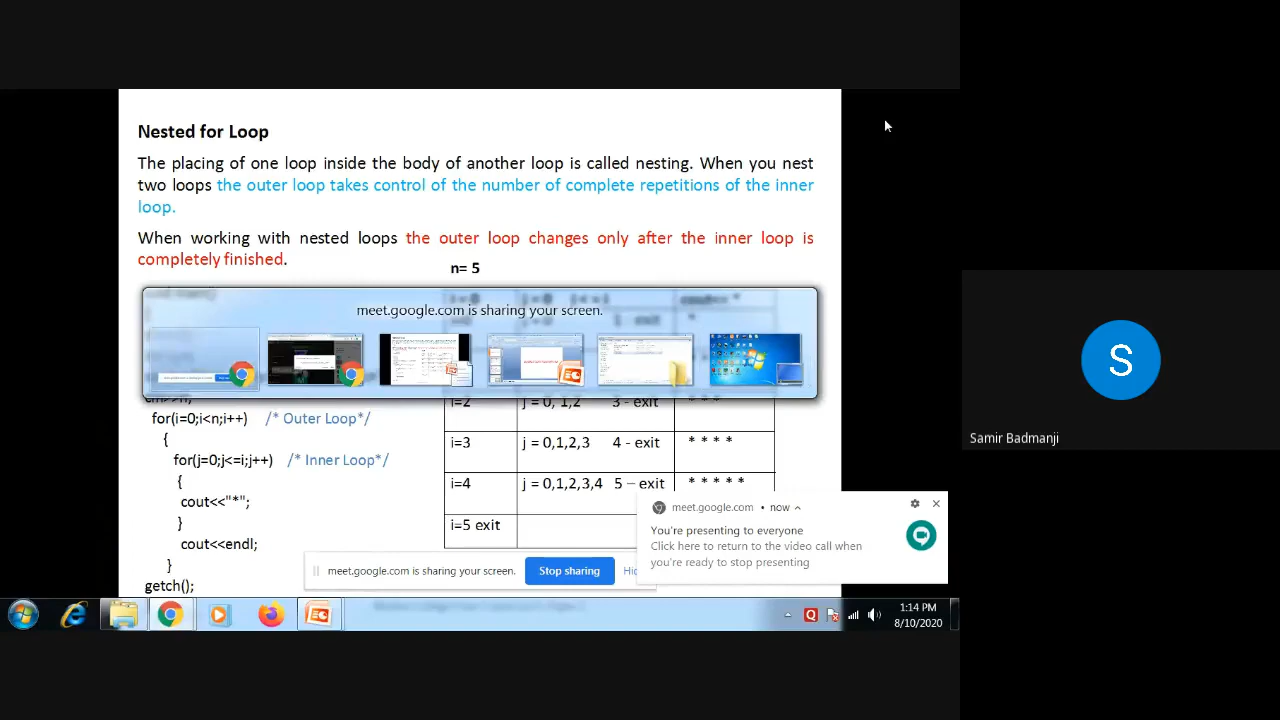 Nested for Loop
The placing of one loop inside the body of another loop is called nesting. When you nest
two loops the outer loop takes control of the number of complete repetitions of the inner
loop.
When working with nested loops the outer loop changes only after the inner loop is
completely finished.
n= 5
meet.google.com is sharing your screen.
cin>>n;
i=2 j = 0, 1,2 3 - exit * * *
for(i=0;i<n;i++) /* Outer Loop*/
{
i=3 j = 0,1,2,3 4 - exit * * * *
for(j=0;j<=i;j++) /* Inner Loop*/
{
i=4 j = 0,1,2,3,4 5 – exit * * * * *
cout<<"*";
}
i=5 exit
cout<<endl;
}
getch();
meet.google.com • now
You're presenting to everyone
Click here to return to the video call when
you're ready to stop presenting
meet.google.com is sharing your screen. Stop sharing Hid
1:14 PM
8/10/2020
S
Samir Badmanji